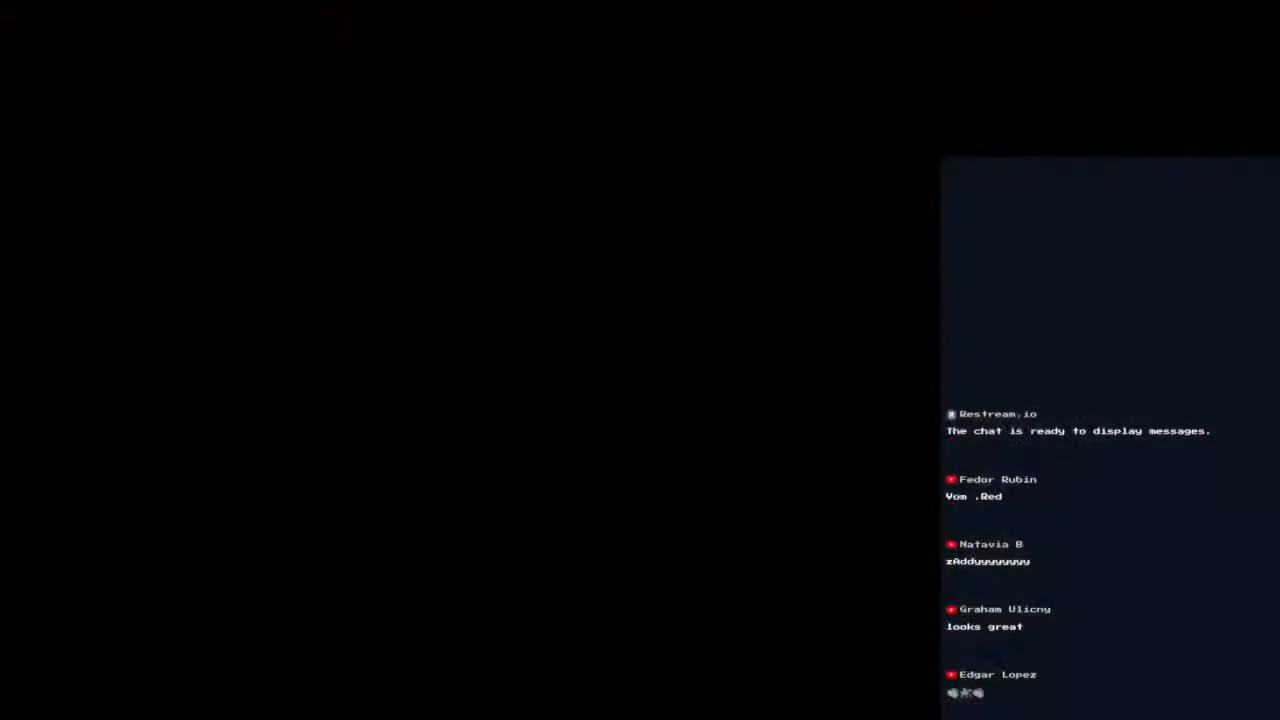 Restream.io
The chat is ready to display messages.
Fedor Rubin
Vom .Red
Natavia B
zAddyyyyyyyy
Graham Ulicny
looks great
Edgar Lopez